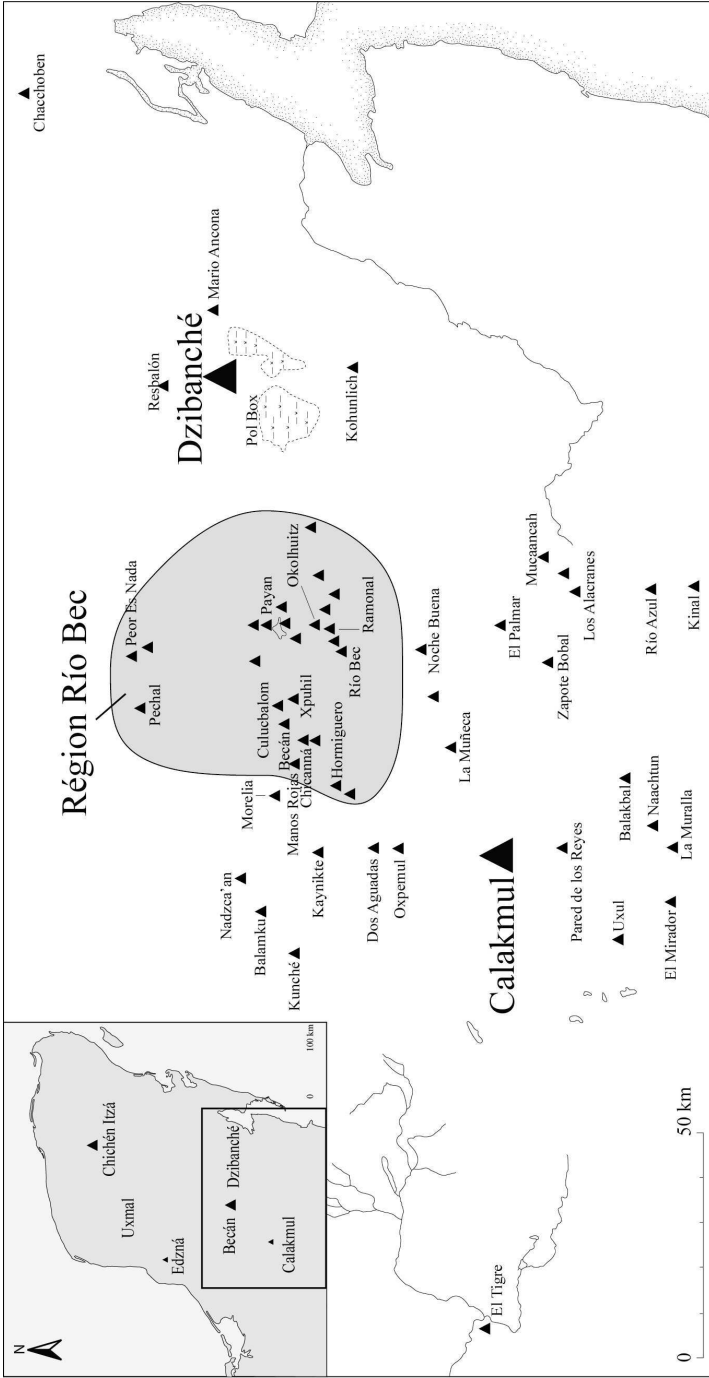 N
Chichén Itzá
Uxmal
Edzná
Becán
Dzibanché
Calakmul
0
100 km
Région Río Bec
Chacchoben
Pechal
Peor Es Nada
Resbalón
Dzibanché
Mario Ancona
Nadzca'an
Balamku
Kunché
Kaynikte
Morelia
Manos Rojas
Chicanná
Becán
Culucbalom
Xpuhil
Hormiguero
Payan
Okolhuitz
Río Bec
Ramonal
Pol Box
Kohunlich
Dos Aguadas
Oxpemul
Noche Buena
La Muñeca
Calakmul
El Palmar
Mucaancah
Zapote Bobal
Los Alacranes
Pared de los Reyes
Balakbal
Río Azul
Uxul
Naachtun
El Mirador
La Muralla
Kinal
El Tigre
0
50 km